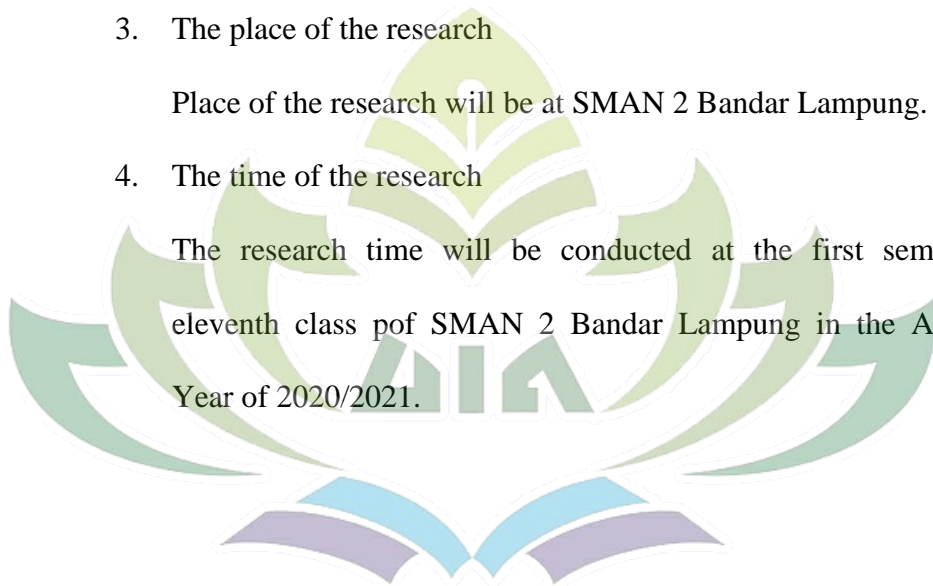 3. The place of the research
Place of the research will be at SMAN 2 Bandar Lampung.
4. The time of the research
The research time will be conducted at the first sem
eleventh class pof SMAN 2 Bandar Lampung in the A
Year of 2020/2021.